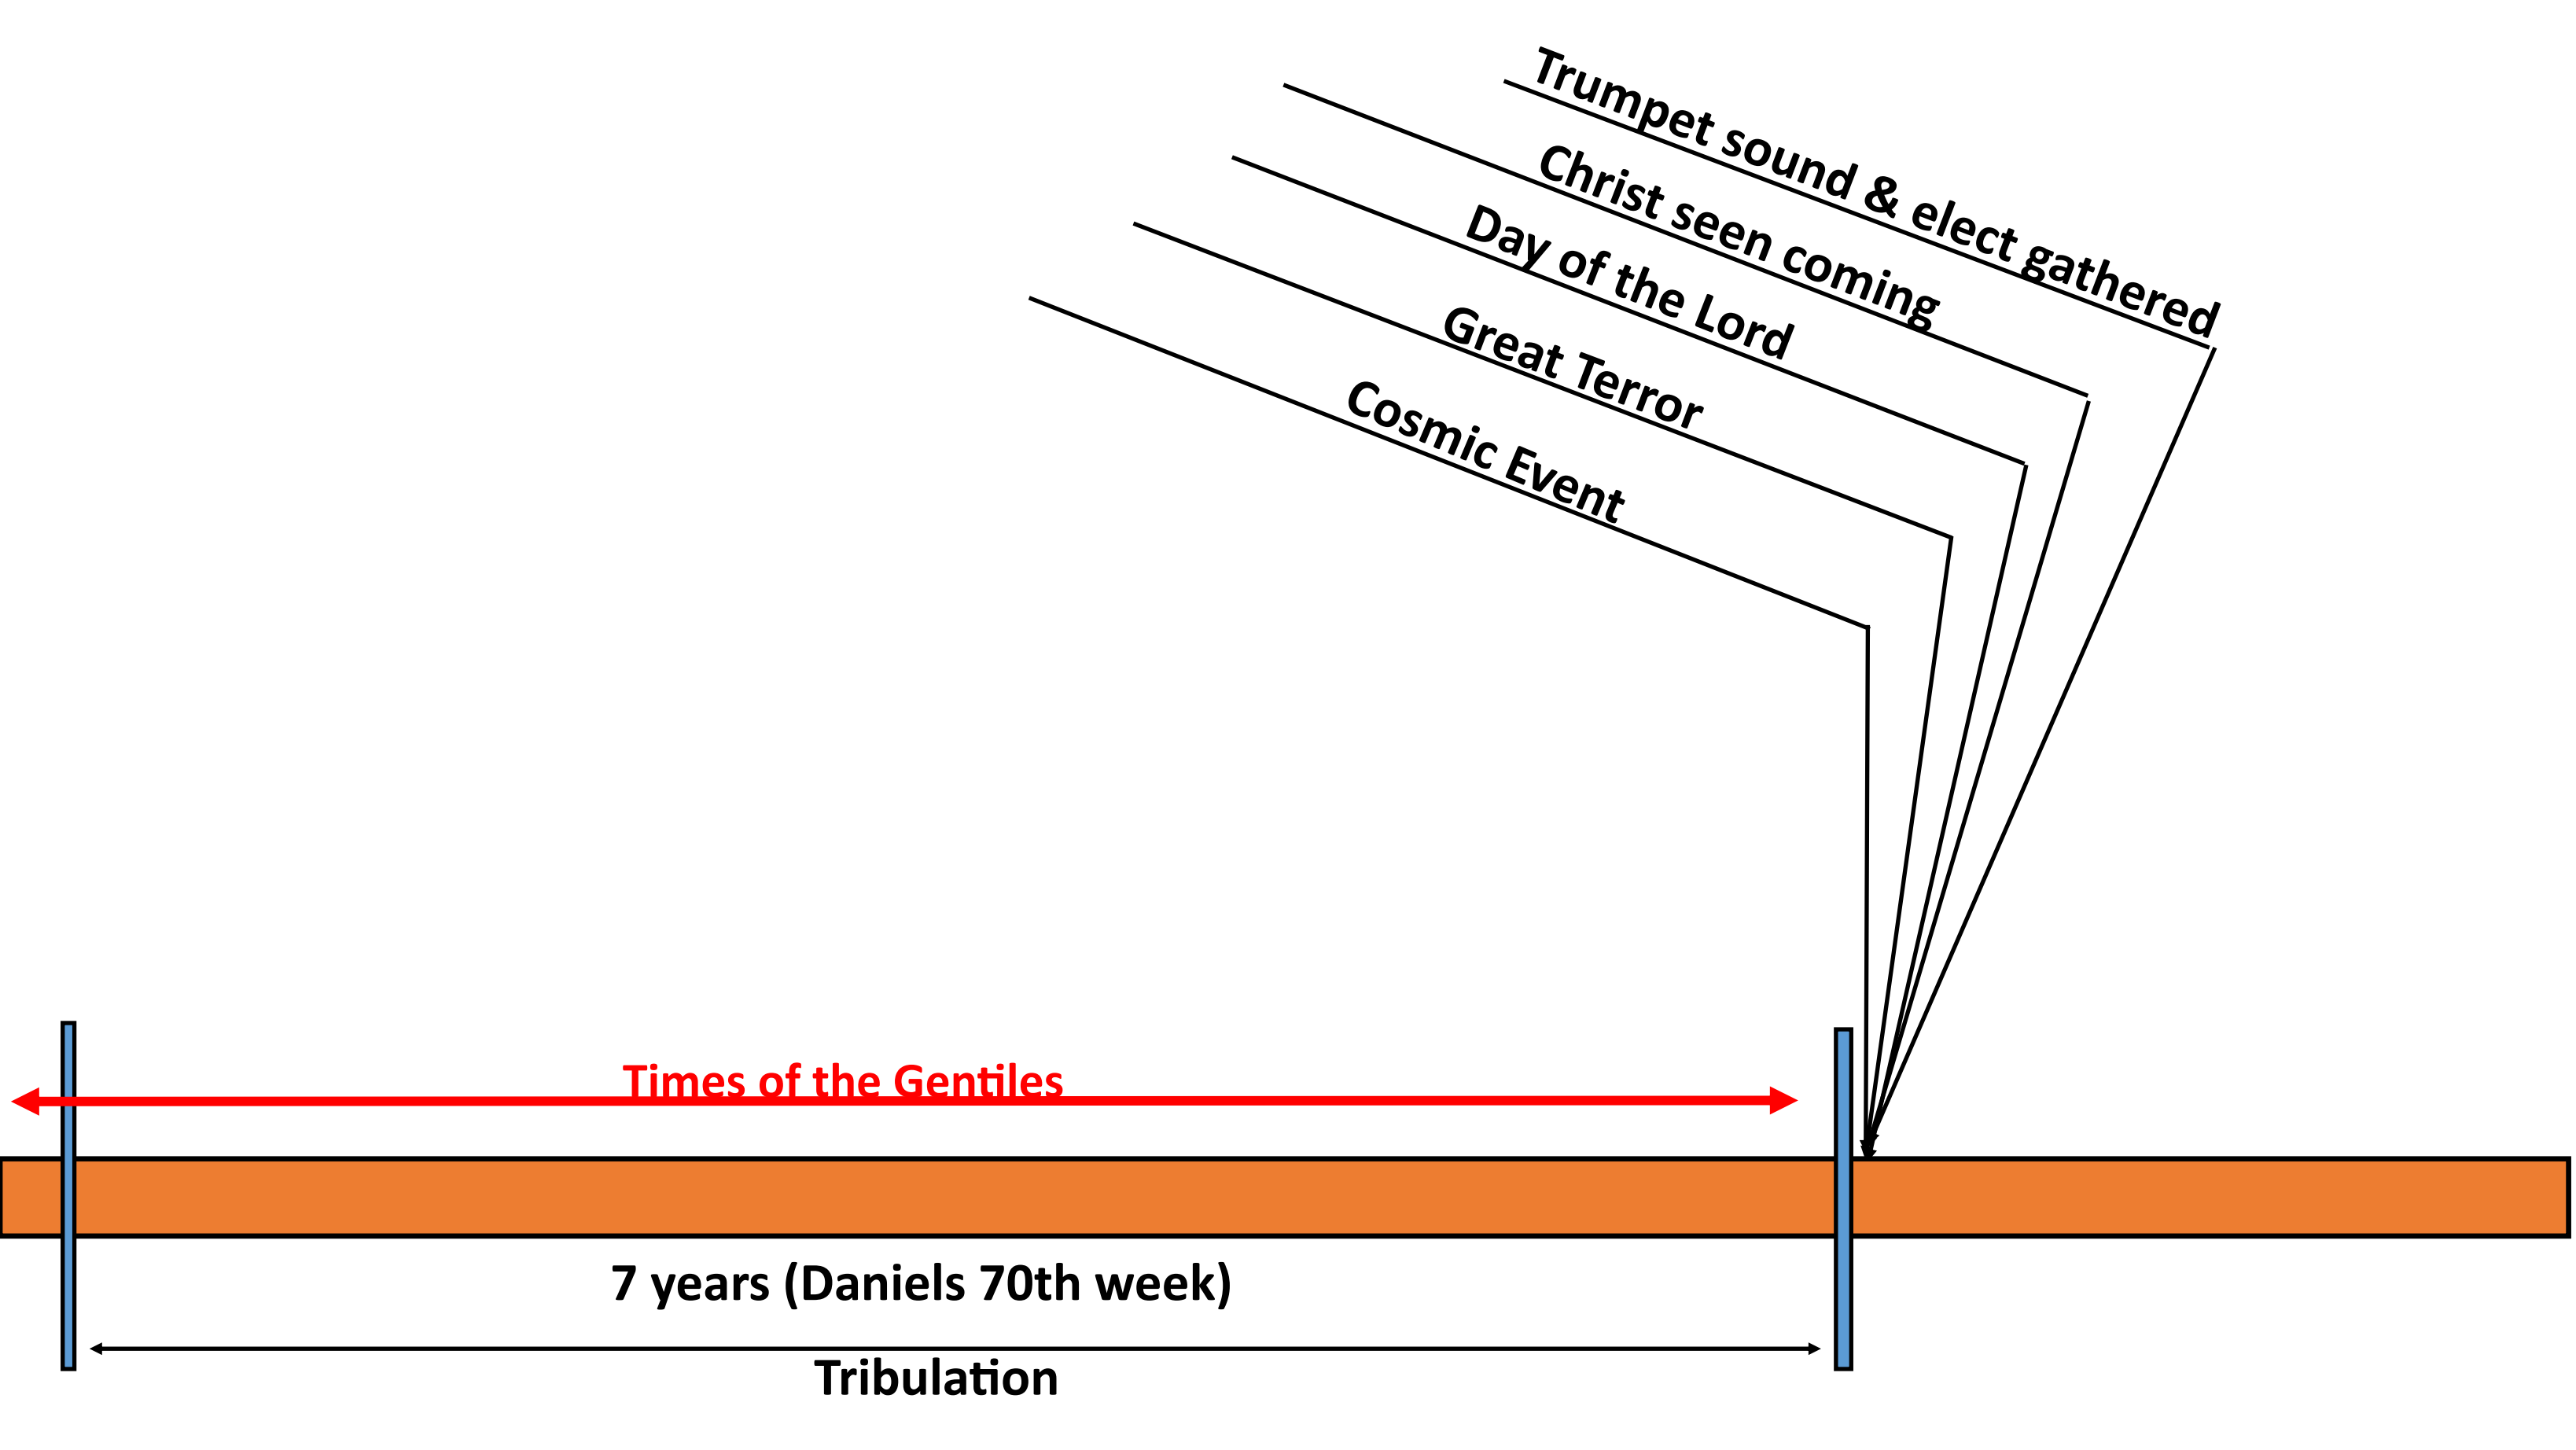 Trumpet sound & elect gathered
Christ seen coming
Day of the Lord
Great Terror
Cosmic Event
Times of the Gentiles
7 years (Daniels 70th week)
Tribulation